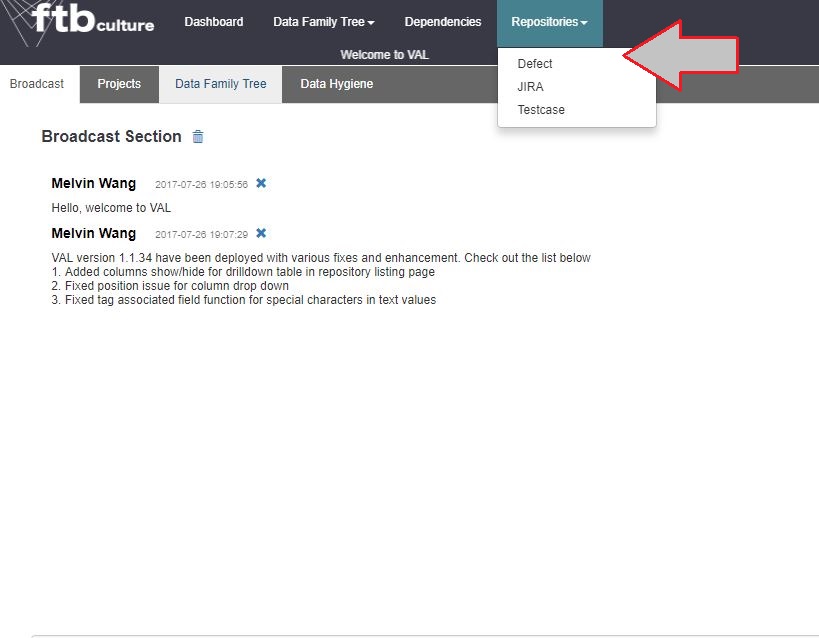 ftb culture
Dashboard Data Family Tree Dependencies Repositories
Welcome to VAL
Defect
JIRA
Testcase
Broadcast Projects Data Family Tree Data Hygiene
Broadcast Section
Melvin Wang 2017-07-26 19:05:56
Hello, welcome to VAL
Melvin Wang 2017-07-26 19:07:29
VAL version 1.1.34 have been deployed with various fixes and enhancement. Check out the list below
1. Added columns show/hide for drilldown table in repository listing page
2. Fixed position issue for column drop down
3. Fixed tag associated field function for special characters in text values